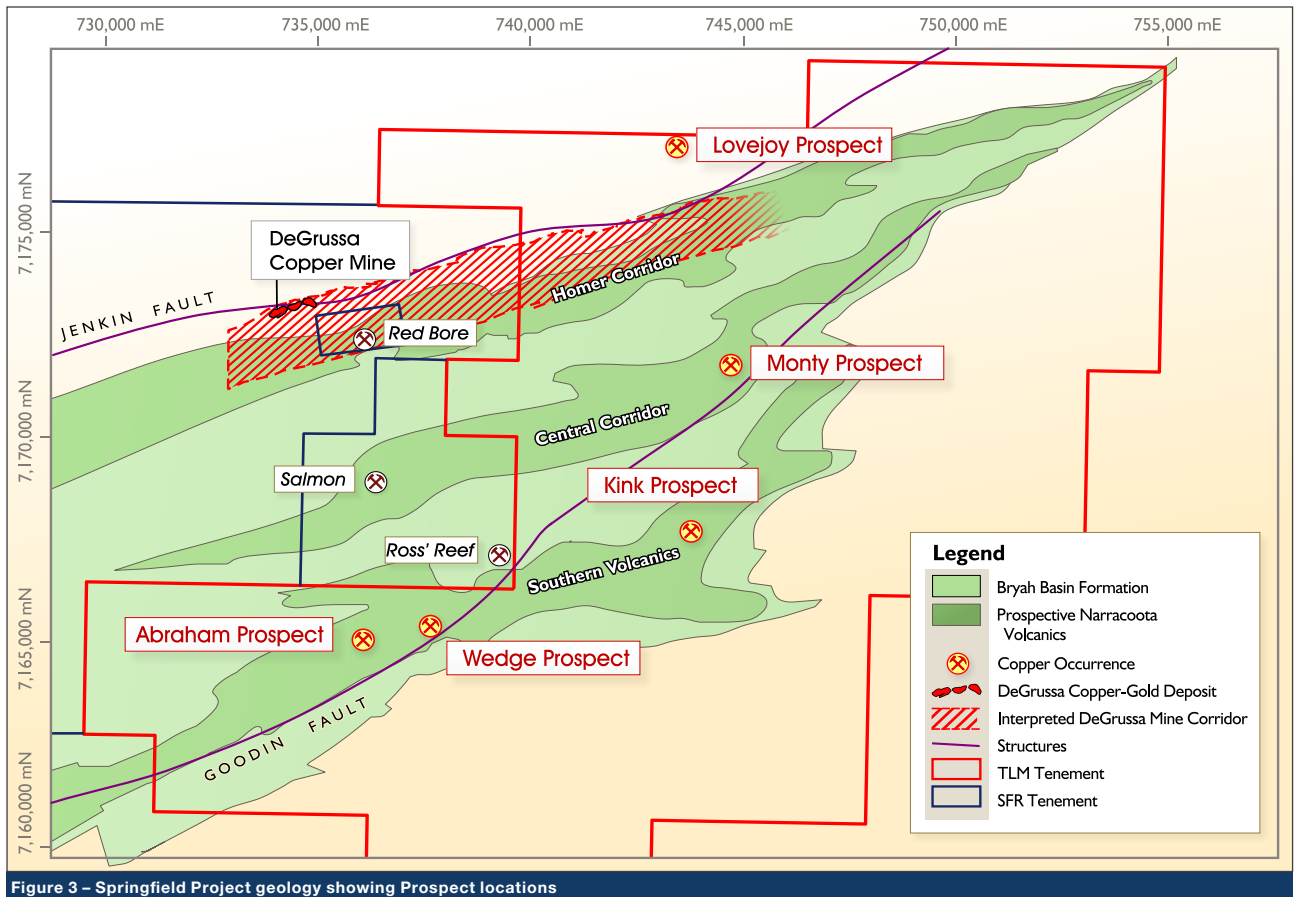 730,000 mE
735,000 mE
740,000 mE
745,000 mE
750,000 mE
755,000 mE
7,175,000 mN
7,170,000 mN
7,165,000 mN
7,160,000 mN
Lovejoy Prospect
DeGrussa
Copper Mine
JENKIN FAULT
Homer Corridor
Red Bore
Monty Prospect
Central Corridor
Salmon
Kink Prospect
Ross' Reef
Southern Volcanics
Abraham Prospect
Wedge Prospect
GOODIN FAULT
Legend
Bryah Basin Formation
Prospective Narracoota
Volcanics
Copper Occurrence
DeGrussa Copper-Gold Deposit
Interpreted DeGrussa Mine Corridor
Structures
TLM Tenement
SFR Tenement
Figure 3 – Springfield Project geology showing Prospect locations